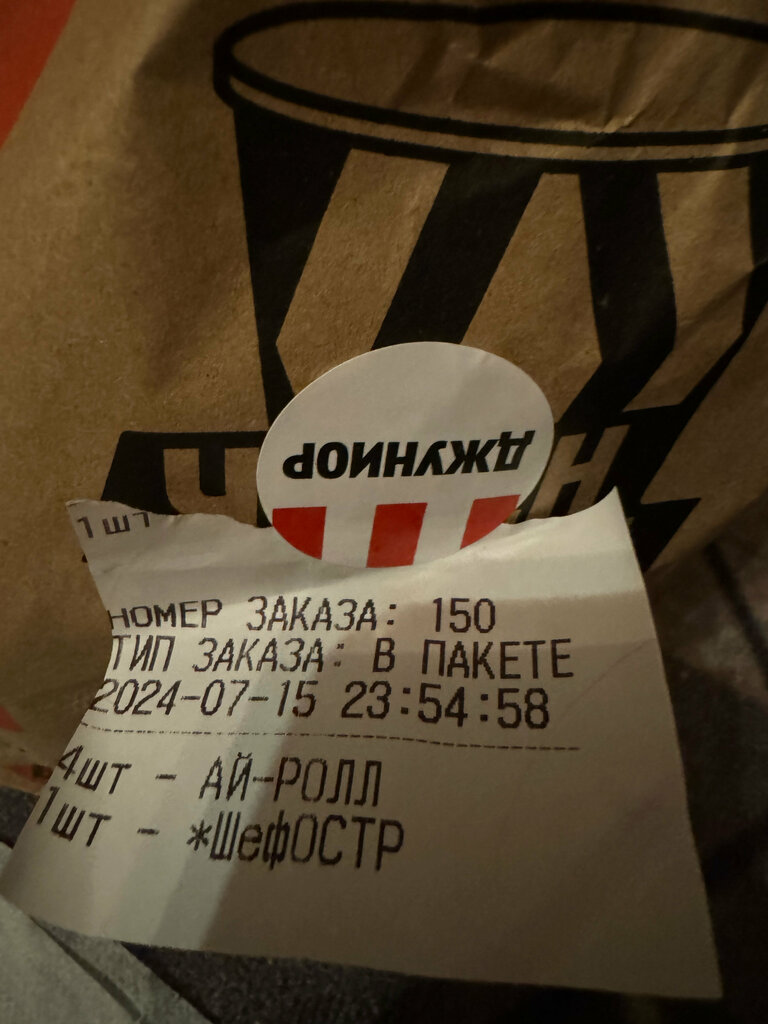 ДЖУНИОР
1шт
НОМЕР ЗАКАЗА: 150
ТИП ЗАКАЗА: В ПАКЕТЕ
2024-07-15 23:54:58
4шт - АЙ-РОЛЛ
1шт - *ШефОСТР